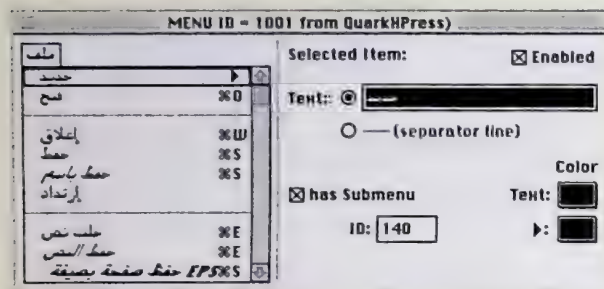 MENU ID = 1001 from QuarkXPress)
ملف
جديد
فتح ⌘O
إغلاق ⌘W
حفظ ⌘S
حفظ باسم ⌘S
إرتداد
جلب نص ⌘E
حفظ النص ⌘E
حفظ صفحة بصيغة EPS ⌘S
Selected Item:
Enabled
Text:
— (separator line)
Color
has Submenu
Text:
ID: 140